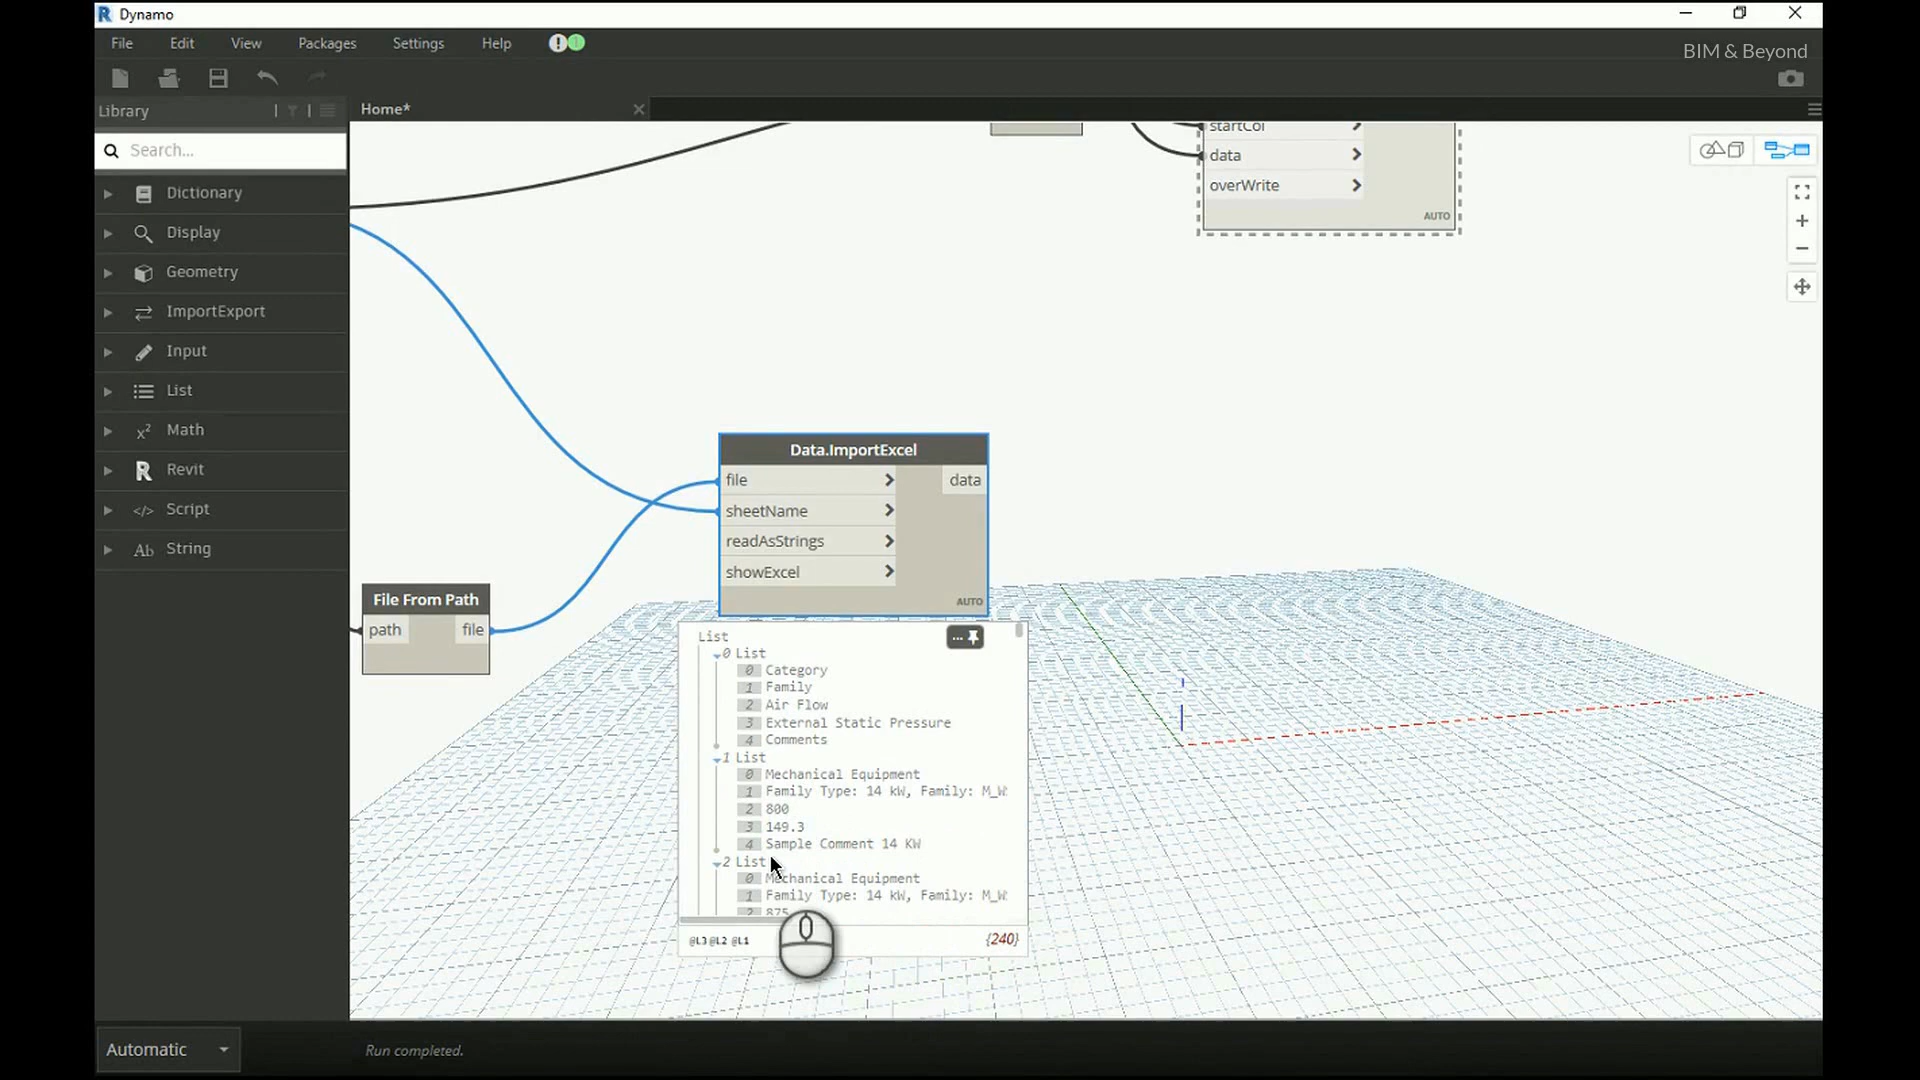 Dynamo
File Edit View Packages Settings Help
BIM & Beyond
Library
Home*
Search...
Dictionary
Display
Geometry
ImportExport
Input
List
Math
Revit
Script
String
startCol
data
overWrite
AUTO
Data.ImportExcel
file data
sheetName
readAsStrings
showExcel
AUTO
File From Path
path file
List
0 List
0 Category
1 Family
2 Air Flow
3 External Static Pressure
4 Comments
1 List
0 Mechanical Equipment
1 Family Type: 14 kW, Family: M_W
2 800
3 149.3
4 Sample Comment 14 KW
2 List
0 Mechanical Equipment
1 Family Type: 14 kW, Family: M_W
2 875
@L3 @L2 @L1 {240}
Automatic
Run completed.